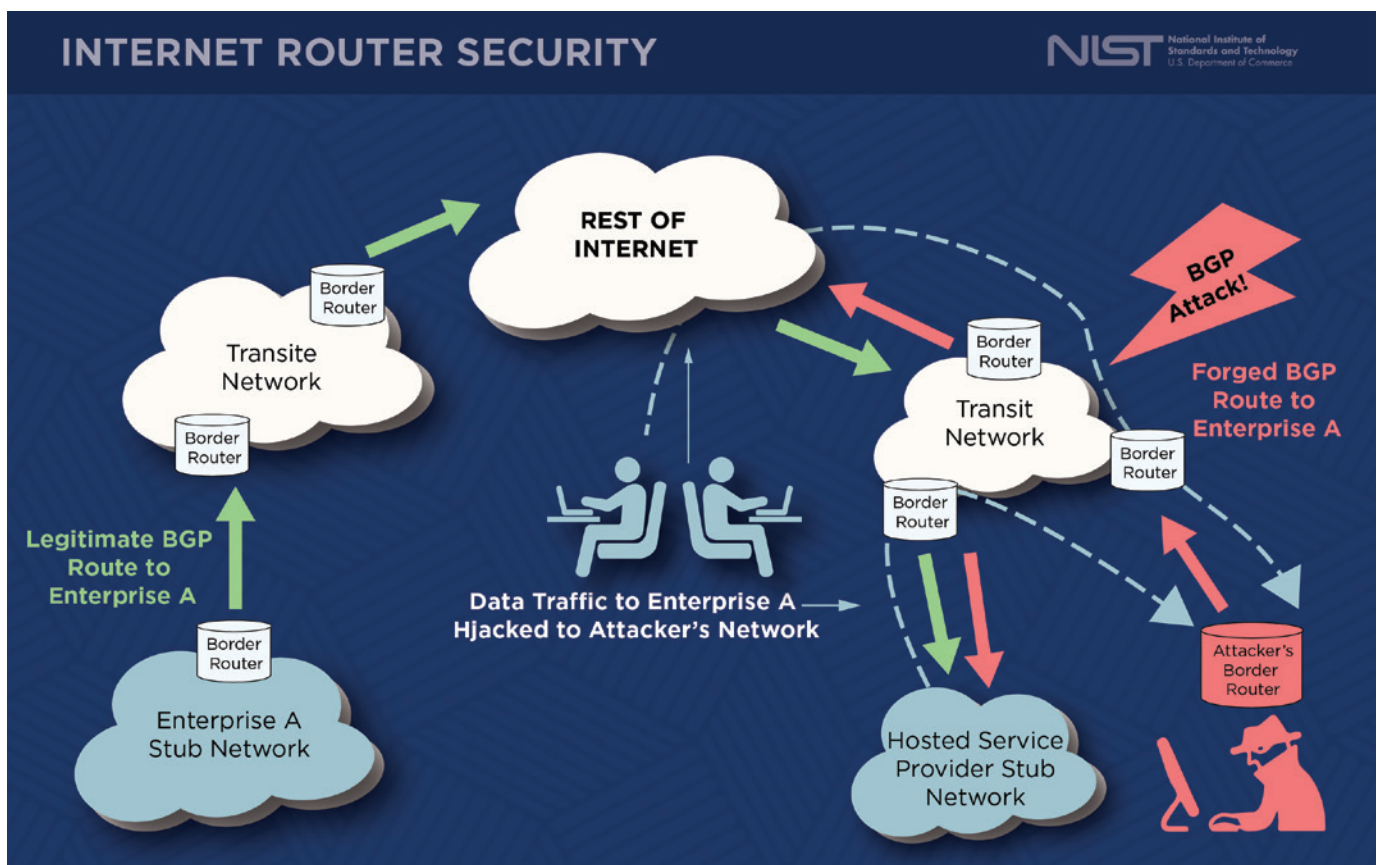 INTERNET ROUTER SECURITY
NIST
National Institute of
Standards and Technology
U.S. Department of Commerce
REST OF
INTERNET
BGP
Attack!
Border
Router
Transite
Network
Border
Router
Border
Router
Transit
Network
Forged BGP
Route to
Enterprise A
Border
Router
Border
Router
Legitimate BGP
Route to
Enterprise A
Data Traffic to Enterprise A
Hjacked to Attacker's Network
Border
Router
Attacker's
Border
Router
Enterprise A
Stub Network
Hosted Service
Provider Stub
Network